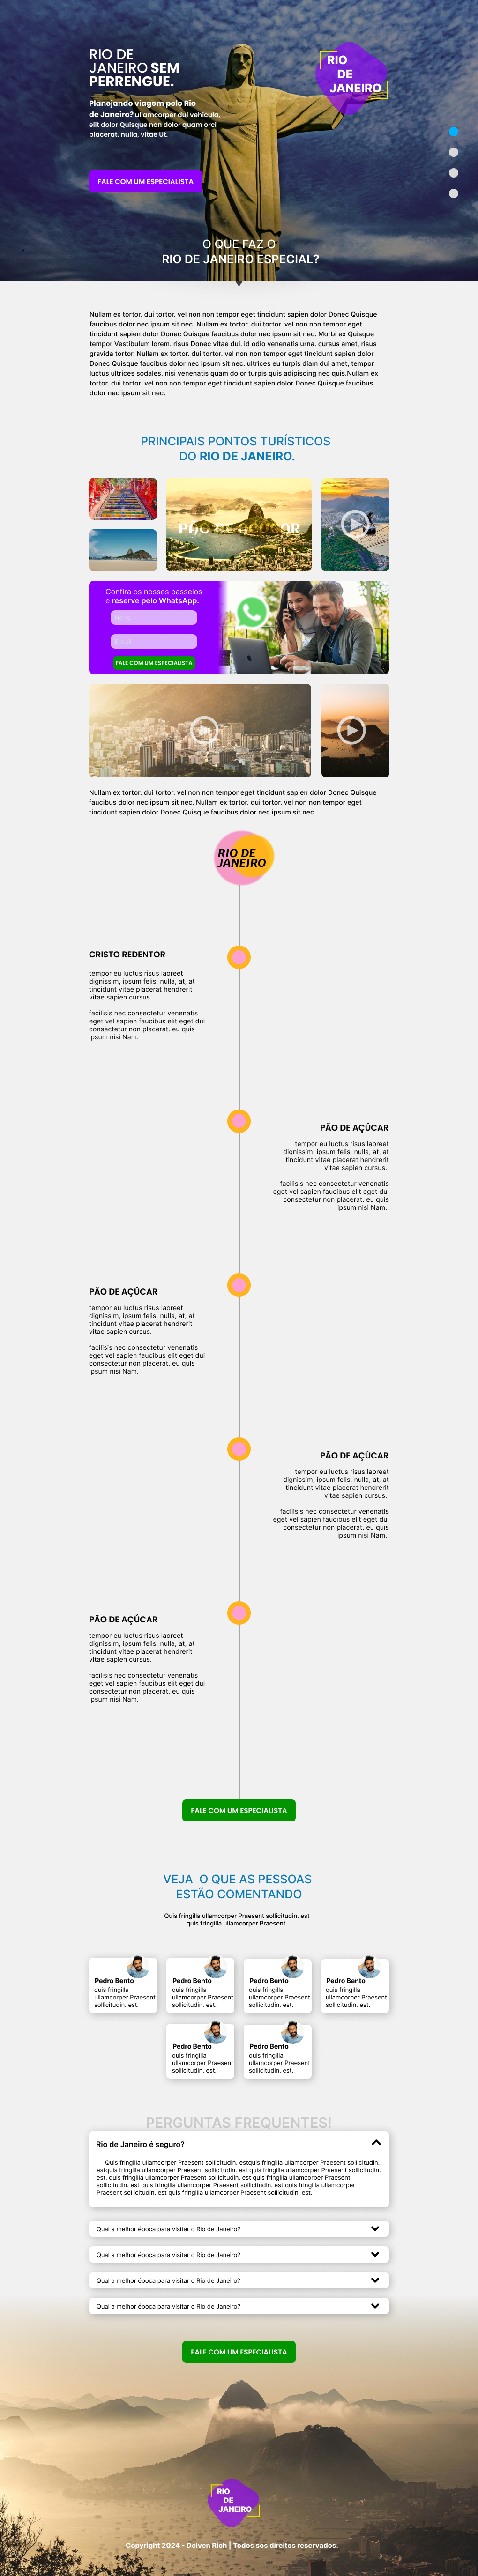 RIO DE
JANEIRO SEM
PERRENGUE.
RIO
DE
JANEIRO
Planejando viagem pelo Rio
de Janeiro? ullamcorper dui vehicula,
elit dolor Quisque non dolor quam orci
placerat. nulla, vitae Ut.
FALE COM UM ESPECIALISTA
O QUE FAZ O
RIO DE JANEIRO ESPECIAL?
Nullam ex tortor. dui tortor. vel non non tempor eget tincidunt sapien dolor Donec Quisque
faucibus dolor nec ipsum sit nec. Nullam ex tortor. dui tortor. vel non non tempor eget
tincidunt sapien dolor Donec Quisque faucibus dolor nec ipsum sit nec. Morbi ex Quisque
tempor Vestibulum lorem. risus Donec vitae dui. id odio venenatis urna. cursus amet, risus
gravida tortor. Nullam ex tortor. dui tortor. vel non non tempor eget tincidunt sapien dolor
Donec Quisque faucibus dolor nec ipsum sit nec. ultrices eu turpis diam dui amet, tempor
luctus ultrices sodales. nisi venenatis quam dolor turpis quis adipiscing nec quis.Nullam ex
tortor. dui tortor. vel non non tempor eget tincidunt sapien dolor Donec Quisque faucibus
dolor nec ipsum sit nec.
PRINCIPAIS PONTOS TURÍSTICOS
DO RIO DE JANEIRO.
Confira os nossos passeios
e reserve pelo WhatsApp.
FALE COM UM ESPECIALISTA
Nullam ex tortor. dui tortor. vel non non tempor eget tincidunt sapien dolor Donec Quisque
faucibus dolor nec ipsum sit nec. Nullam ex tortor. dui tortor. vel non non tempor eget
tincidunt sapien dolor Donec Quisque faucibus dolor nec ipsum sit nec.
RIO DE
JANEIRO
CRISTO REDENTOR
tempor eu luctus risus laoreet
dignissim, ipsum felis, nulla, at, at
tincidunt vitae placerat hendrerit
vitae sapien cursus.
facilisis nec consectetur venenatis
eget vel sapien faucibus elit eget dui
consectetur non placerat. eu quis
ipsum nisi Nam.
PÃO DE AÇÚCAR
tempor eu luctus risus laoreet
dignissim, ipsum felis, nulla, at, at
tincidunt vitae placerat hendrerit
vitae sapien cursus.
facilisis nec consectetur venenatis
eget vel sapien faucibus elit eget dui
consectetur non placerat. eu quis
ipsum nisi Nam.
PÃO DE AÇÚCAR
tempor eu luctus risus laoreet
dignissim, ipsum felis, nulla, at, at
tincidunt vitae placerat hendrerit
vitae sapien cursus.
facilisis nec consectetur venenatis
eget vel sapien faucibus elit eget dui
consectetur non placerat. eu quis
ipsum nisi Nam.
PÃO DE AÇÚCAR
tempor eu luctus risus laoreet
dignissim, ipsum felis, nulla, at, at
tincidunt vitae placerat hendrerit
vitae sapien cursus.
facilisis nec consectetur venenatis
eget vel sapien faucibus elit eget dui
consectetur non placerat. eu quis
ipsum nisi Nam.
PÃO DE AÇÚCAR
tempor eu luctus risus laoreet
dignissim, ipsum felis, nulla, at, at
tincidunt vitae placerat hendrerit
vitae sapien cursus.
facilisis nec consectetur venenatis
eget vel sapien faucibus elit eget dui
consectetur non placerat. eu quis
ipsum nisi Nam.
FALE COM UM ESPECIALISTA
VEJA O QUE AS PESSOAS
ESTÃO COMENTANDO
Quis fringilla ullamcorper Praesent sollicitudin. est
quis fringilla ullamcorper Praesent.
Pedro Bento
quis fringilla
ullamcorper Praesent
sollicitudin. est.
Pedro Bento
quis fringilla
ullamcorper Praesent
sollicitudin. est.
Pedro Bento
quis fringilla
ullamcorper Praesent
sollicitudin. est.
Pedro Bento
quis fringilla
ullamcorper Praesent
sollicitudin. est.
Pedro Bento
quis fringilla
ullamcorper Praesent
sollicitudin. est.
Pedro Bento
quis fringilla
ullamcorper Praesent
sollicitudin. est.
PERGUNTAS FREQUENTES!
Rio de Janeiro é seguro?
Quis fringilla ullamcorper Praesent sollicitudin. estquis fringilla ullamcorper Praesent sollicitudin.
estquis fringilla ullamcorper Praesent sollicitudin. est quis fringilla ullamcorper Praesent sollicitudin.
est. quis fringilla ullamcorper Praesent sollicitudin. est quis fringilla ullamcorper Praesent
sollicitudin. est quis fringilla ullamcorper Praesent sollicitudin. est quis fringilla ullamcorper
Praesent sollicitudin. est quis fringilla ullamcorper Praesent sollicitudin. est.
Qual a melhor época para visitar o Rio de Janeiro?
Qual a melhor época para visitar o Rio de Janeiro?
Qual a melhor época para visitar o Rio de Janeiro?
Qual a melhor época para visitar o Rio de Janeiro?
FALE COM UM ESPECIALISTA
RIO
DE
JANEIRO
Copyright 2024 - Delven Rich | Todos sos direitos reservados.